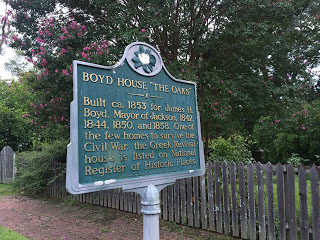 BOYD HOUSE "THE OAKS"
Built ca. 1853 for James H.
Boyd, Mayor of Jackson, 1842,
1844, 1850, and 1858. One of
the few homes to survive the
Civil War, the Greek Revival
house is listed on National
Register of Historic Places.